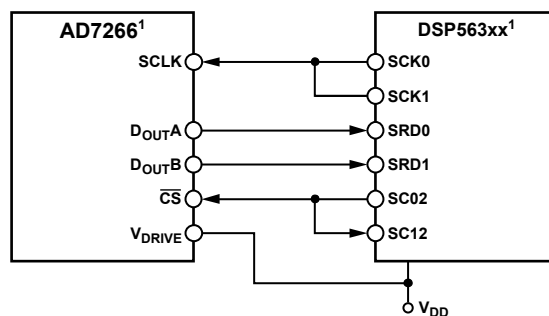 AD7266¹
DSP563xx¹
SCLK
SCK0
SCK1
DOUTA
SRD0
DOUTB
SRD1
CS
SC02
VDRIVE
SC12
VDD